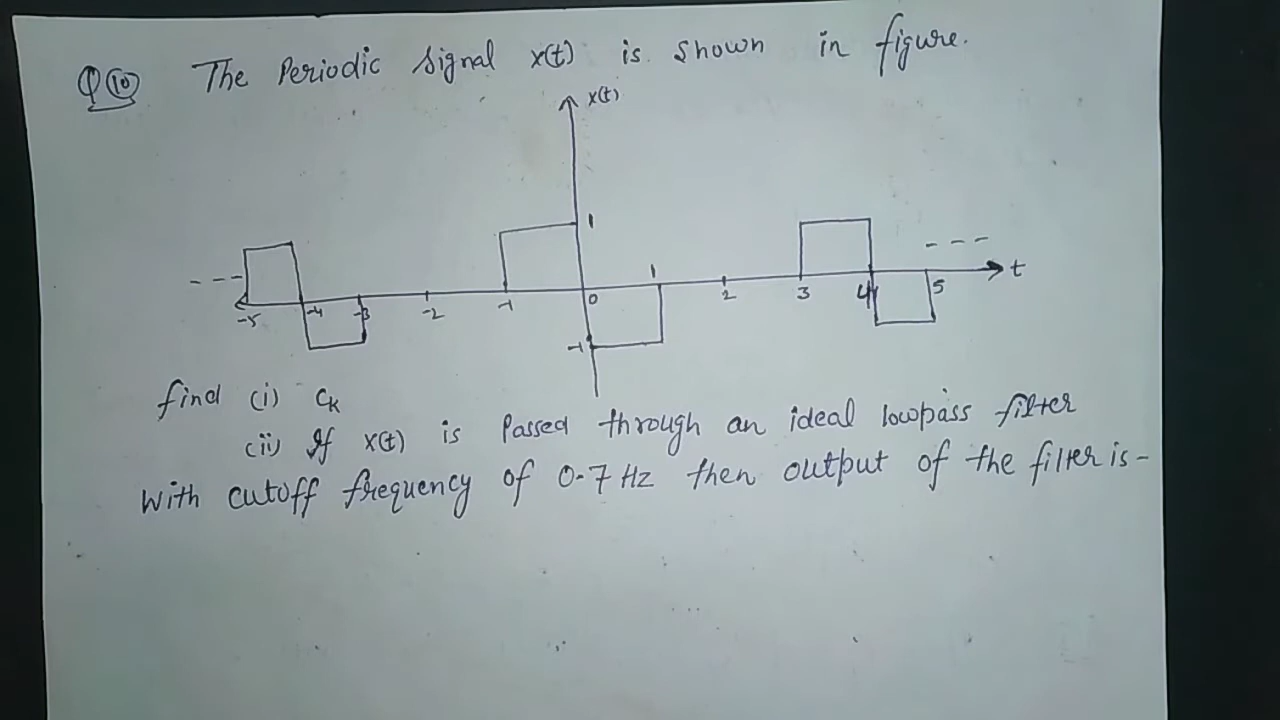 Q⑩ The Periodic signal x(t) is shown in figure.
x(t)
1
1
t
-5 -4 -3 -2 -1 0 2 3 4 5
-1
find (i) CK
(ii) If x(t) is Passed through an ideal lowpass filter
With cutoff frequency of 0.7 Hz then output of the filter is -